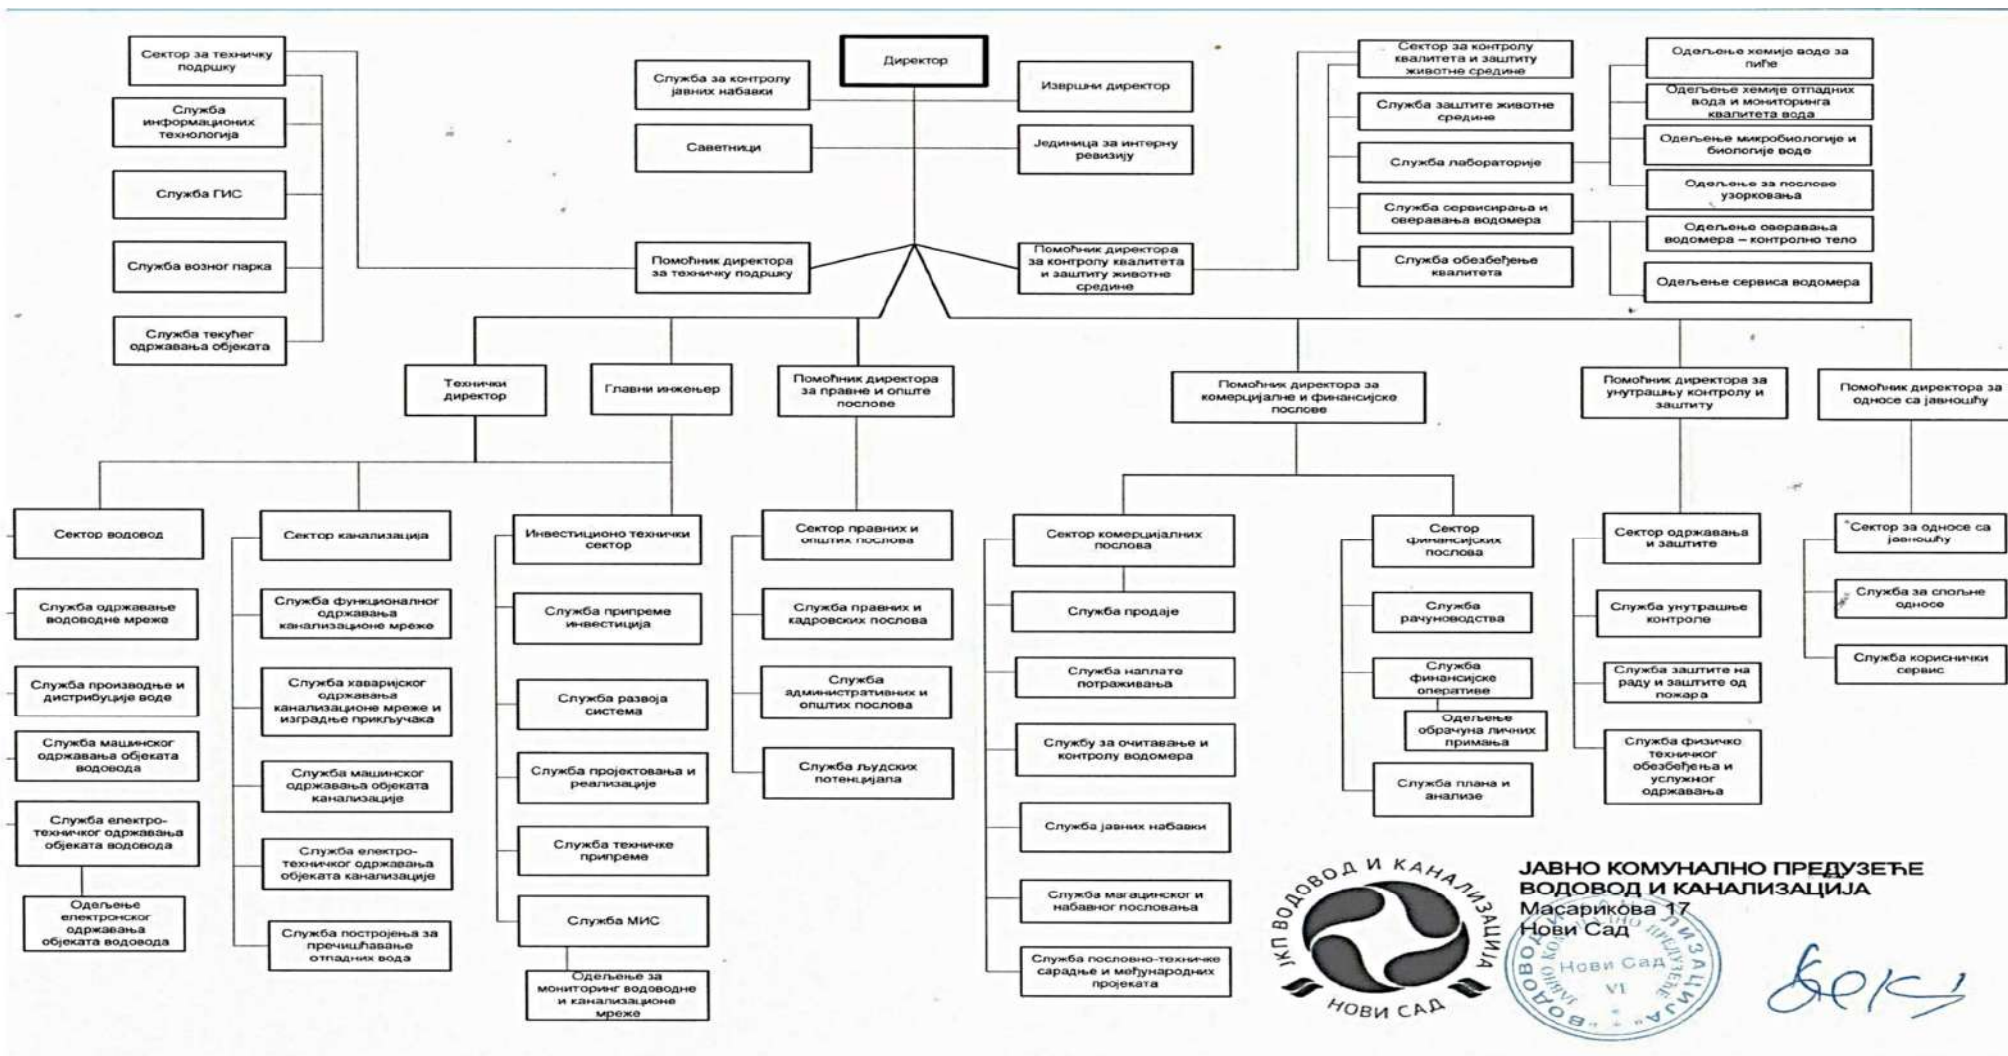 Директор
Служба за контролу
јавних набавки
Извршни директор
Саветници
Јединица за интерну
ревизију
Помоћник директора
за техничку подршку
Помоћник директора
за контролу квалитета
и заштиту животне
средине
Сектор за техничку
подршку
Служба
информационих
технологија
Служба ГИС
Служба возног парка
Служба текућег
одржавања објеката
Сектор за контролу
квалитета и заштиту
животне средине
Служба заштите животне
средине
Служба лабораторије
Служба сервисирања и
оверавања водомера
Служба обезбеђење
квалитета
Одељење хемије воде за
пиће
Одељење хемије отпадних
вода и мониторинга
квалитета вода
Одељење микробиологије и
биологије воде
Одељење за послове
узорковања
Одељење оверавања
водомера – контролно тело
Одељење сервиса водомера
Технички
директор
Главни инжењер
Помоћник директора
за правне и опште
послове
Помоћник директора за
комерцијалне и финансијске
послове
Помоћник директора за
унутрашњу контролу и
заштиту
Помоћник директора за
односе са јавношћу
Сектор водовод
Служба одржавање
водоводне мреже
Служба производње и
дистрибуције воде
Служба машинског
одржавања објеката
водовода
Служба електро-
техничког одржавања
објеката водовода
Одељење
електронског
одржавања
објеката водовода
Сектор канализација
Служба функционалног
одржавања
канализационе мреже
Служба хаваријског
одржавања
канализационе мреже и
изградње прикључака
Служба машинског
одржавања објеката
канализације
Служба електро-
техничког одржавања
објеката канализације
Служба постројења за
пречишћавање
отпадних вода
Инвестиционо технички
сектор
Служба припреме
инвестиција
Служба развоја
система
Служба пројектовања и
реализације
Служба техничке
припреме
Служба МИС
Одељење за
мониторинг водоводне
и канализационе
мреже
Сектор правних и
општих послова
Служба правних и
кадровских послова
Служба
административних и
општих послова
Служба људских
потенцијала
Сектор комерцијалних
послова
Служба продаје
Служба наплате
потраживања
Службу за очитавање и
контролу водомера
Служба јавних набавки
Служба магацинског и
набавног пословања
Служба пословно-техничке
сарадње и међународних
пројеката
Сектор
финансијских
послова
Служба
рачуноводства
Служба
финансијске
оперативе
Одељење
обрачуна личних
примања
Служба плана и
анализе
Сектор одржавања
и заштите
Служба унутрашње
контроле
Служба заштите на
раду и заштите од
пожара
Служба физичко
техничког
обезбеђења и
услужног
одржавања
Сектор за односе са
јавношћу
Служба за спољне
односе
Служба кориснички
сервис
ЈКП ВОДОВОД И КАНАЛИЗАЦИЈА
НОВИ САД
ЈАВНО КОМУНАЛНО ПРЕДУЗЕЋЕ
ВОДОВОД И КАНАЛИЗАЦИЈА
Масарикова 17
Нови Сад
Нови Сад
VI